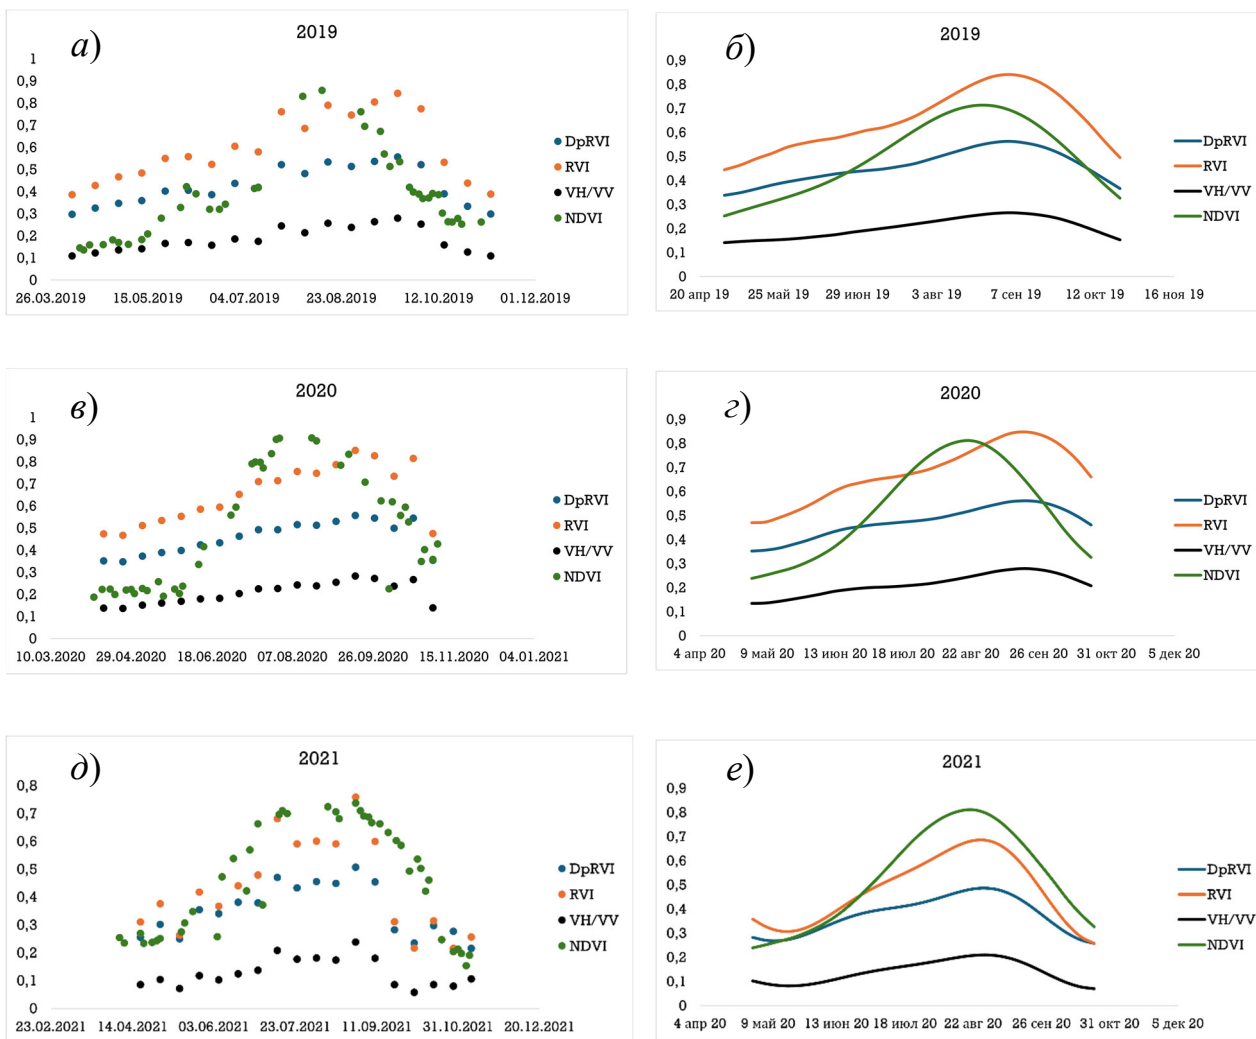 а)
2019
1
0,9
0,8
0,7
0,6
0,5
0,4
0,3
0,2
0,1
0
26.03.2019 15.05.2019 04.07.2019 23.08.2019 12.10.2019 01.12.2019
DpRVI
RVI
VH/VV
NDVI
б)
2019
0,9
0,8
0,7
0,6
0,5
0,4
0,3
0,2
0,1
0
20 апр 19 25 май 19 29 июн 19 3 авг 19 7 сен 19 12 окт 19 16 ноя 19
DpRVI
RVI
VH/VV
NDVI
в)
2020
1
0,9
0,8
0,7
0,6
0,5
0,4
0,3
0,2
0,1
0
10.03.2020 29.04.2020 18.06.2020 07.08.2020 26.09.2020 15.11.2020 04.01.2021
DpRVI
RVI
VH/VV
NDVI
г)
2020
0,9
0,8
0,7
0,6
0,5
0,4
0,3
0,2
0,1
0
4 апр 20 9 май 20 13 июн 20 18 июл 20 22 авг 20 26 сен 20 31 окт 20 5 дек 20
DpRVI
RVI
VH/VV
NDVI
д)
2021
0,8
0,7
0,6
0,5
0,4
0,3
0,2
0,1
0
23.02.2021 14.04.2021 03.06.2021 23.07.2021 11.09.2021 31.10.2021 20.12.2021
DpRVI
RVI
VH/VV
NDVI
е)
2021
0,9
0,8
0,7
0,6
0,5
0,4
0,3
0,2
0,1
0
4 апр 20 9 май 20 13 июн 20 18 июл 20 22 авг 20 26 сен 20 31 окт 20 5 дек 20
DpRVI
RVI
VH/VV
NDVI